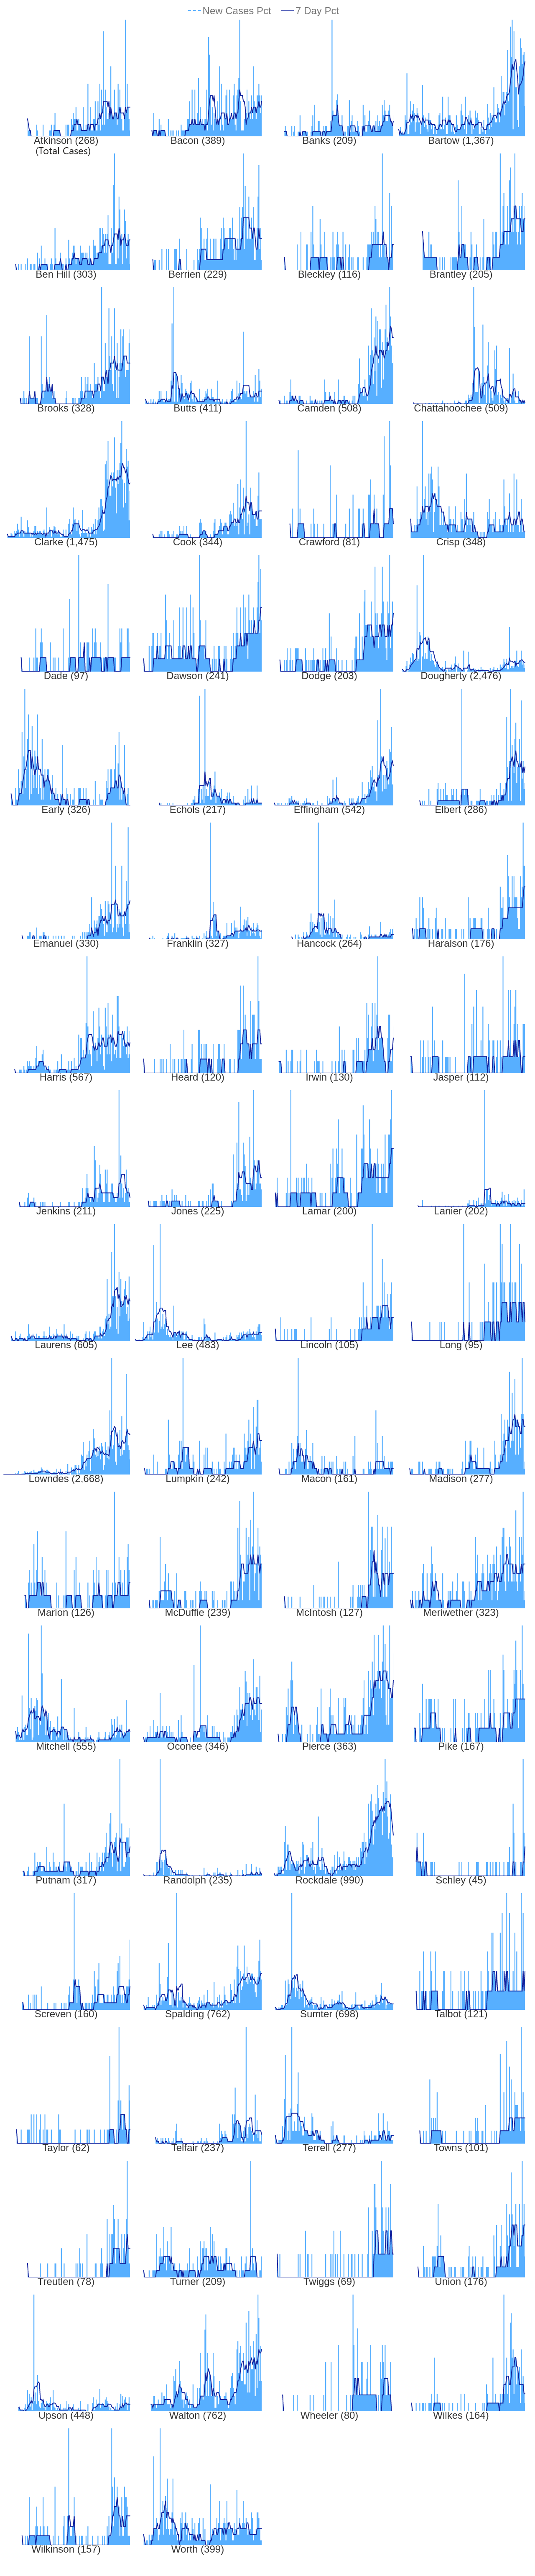 New Cases Pct 7 Day Pct
Atkinson (268) Bacon (389) Banks (209) Bartow (1,367)
(Total Cases)
Ben Hill (303) Berrien (229) Bleckley (116) Brantley (205)
Brooks (328) Butts (411) Camden (508) Chattahoochee (509)
Clarke (1,475) Cook (344) Crawford (81) Crisp (348)
Dade (97) Dawson (241) Dodge (203) Dougherty (2,476)
Early (326) Echols (217) Effingham (542) Elbert (286)
Emanuel (330) Franklin (327) Hancock (264) Haralson (176)
Harris (567) Heard (120) Irwin (130) Jasper (112)
Jenkins (211) Jones (225) Lamar (200) Lanier (202)
Laurens (605) Lee (483) Lincoln (105) Long (95)
Lowndes (2,668) Lumpkin (242) Macon (161) Madison (277)
Marion (126) McDuffie (239) McIntosh (127) Meriwether (323)
Mitchell (555) Oconee (346) Pierce (363) Pike (167)
Putnam (317) Randolph (235) Rockdale (990) Schley (45)
Screven (160) Spalding (762) Sumter (698) Talbot (121)
Taylor (62) Telfair (237) Terrell (277) Towns (101)
Treutlen (78) Turner (209) Twiggs (69) Union (176)
Upson (448) Walton (762) Wheeler (80) Wilkes (164)
Wilkinson (157) Worth (399)